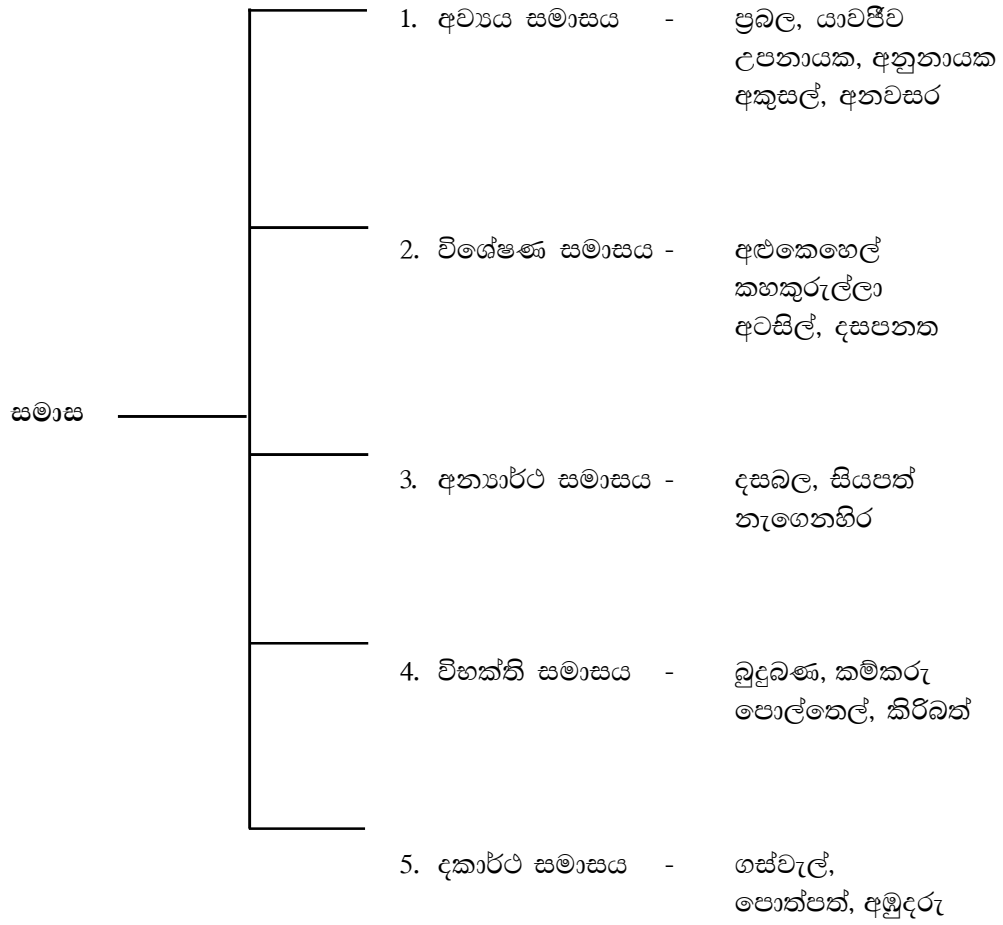 1. අව්‍යය සමාසය - ප්‍රබල, යාවජීව
උපනායක, අනුනායක
අකුසල්, අනවසර
2. විශේෂණ සමාසය - අළුකෙහෙල්
කහකුරුල්ලා
අටසිල්, දසපනත
සමාස
3. අන්‍යාර්ථ සමාසය - දසබල, සියපත්
නැගෙනහිර
4. විභක්ති සමාසය - බුදුබණ, කම්කරු
පොල්තෙල්, කිරිබත්
5. දකාර්ථ සමාසය - ගස්වැල්,
පොත්පත්, අඹුදරු